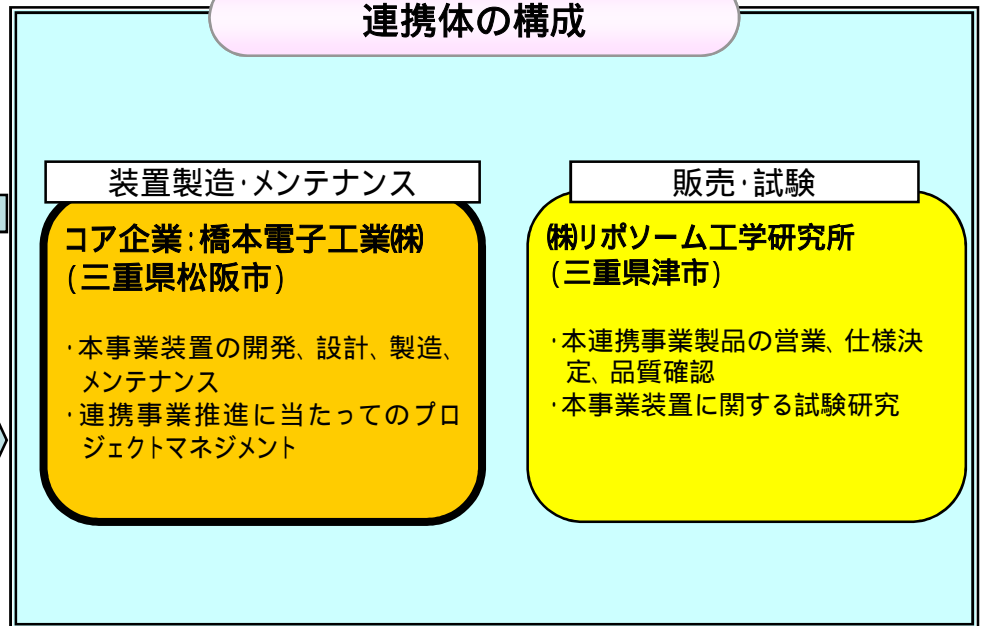 連携体の構成
装置製造・メンテナンス
コア企業:橋本電子工業㈱
(三重県松阪市)
・本事業装置の開発、設計、製造、
メンテナンス
・連携事業推進に当たってのプロ
ジェクトマネジメント
販売・試験
㈱リポソーム工学研究所
(三重県津市)
・本連携事業製品の営業、仕様決
定、品質確認
・本事業装置に関する試験研究